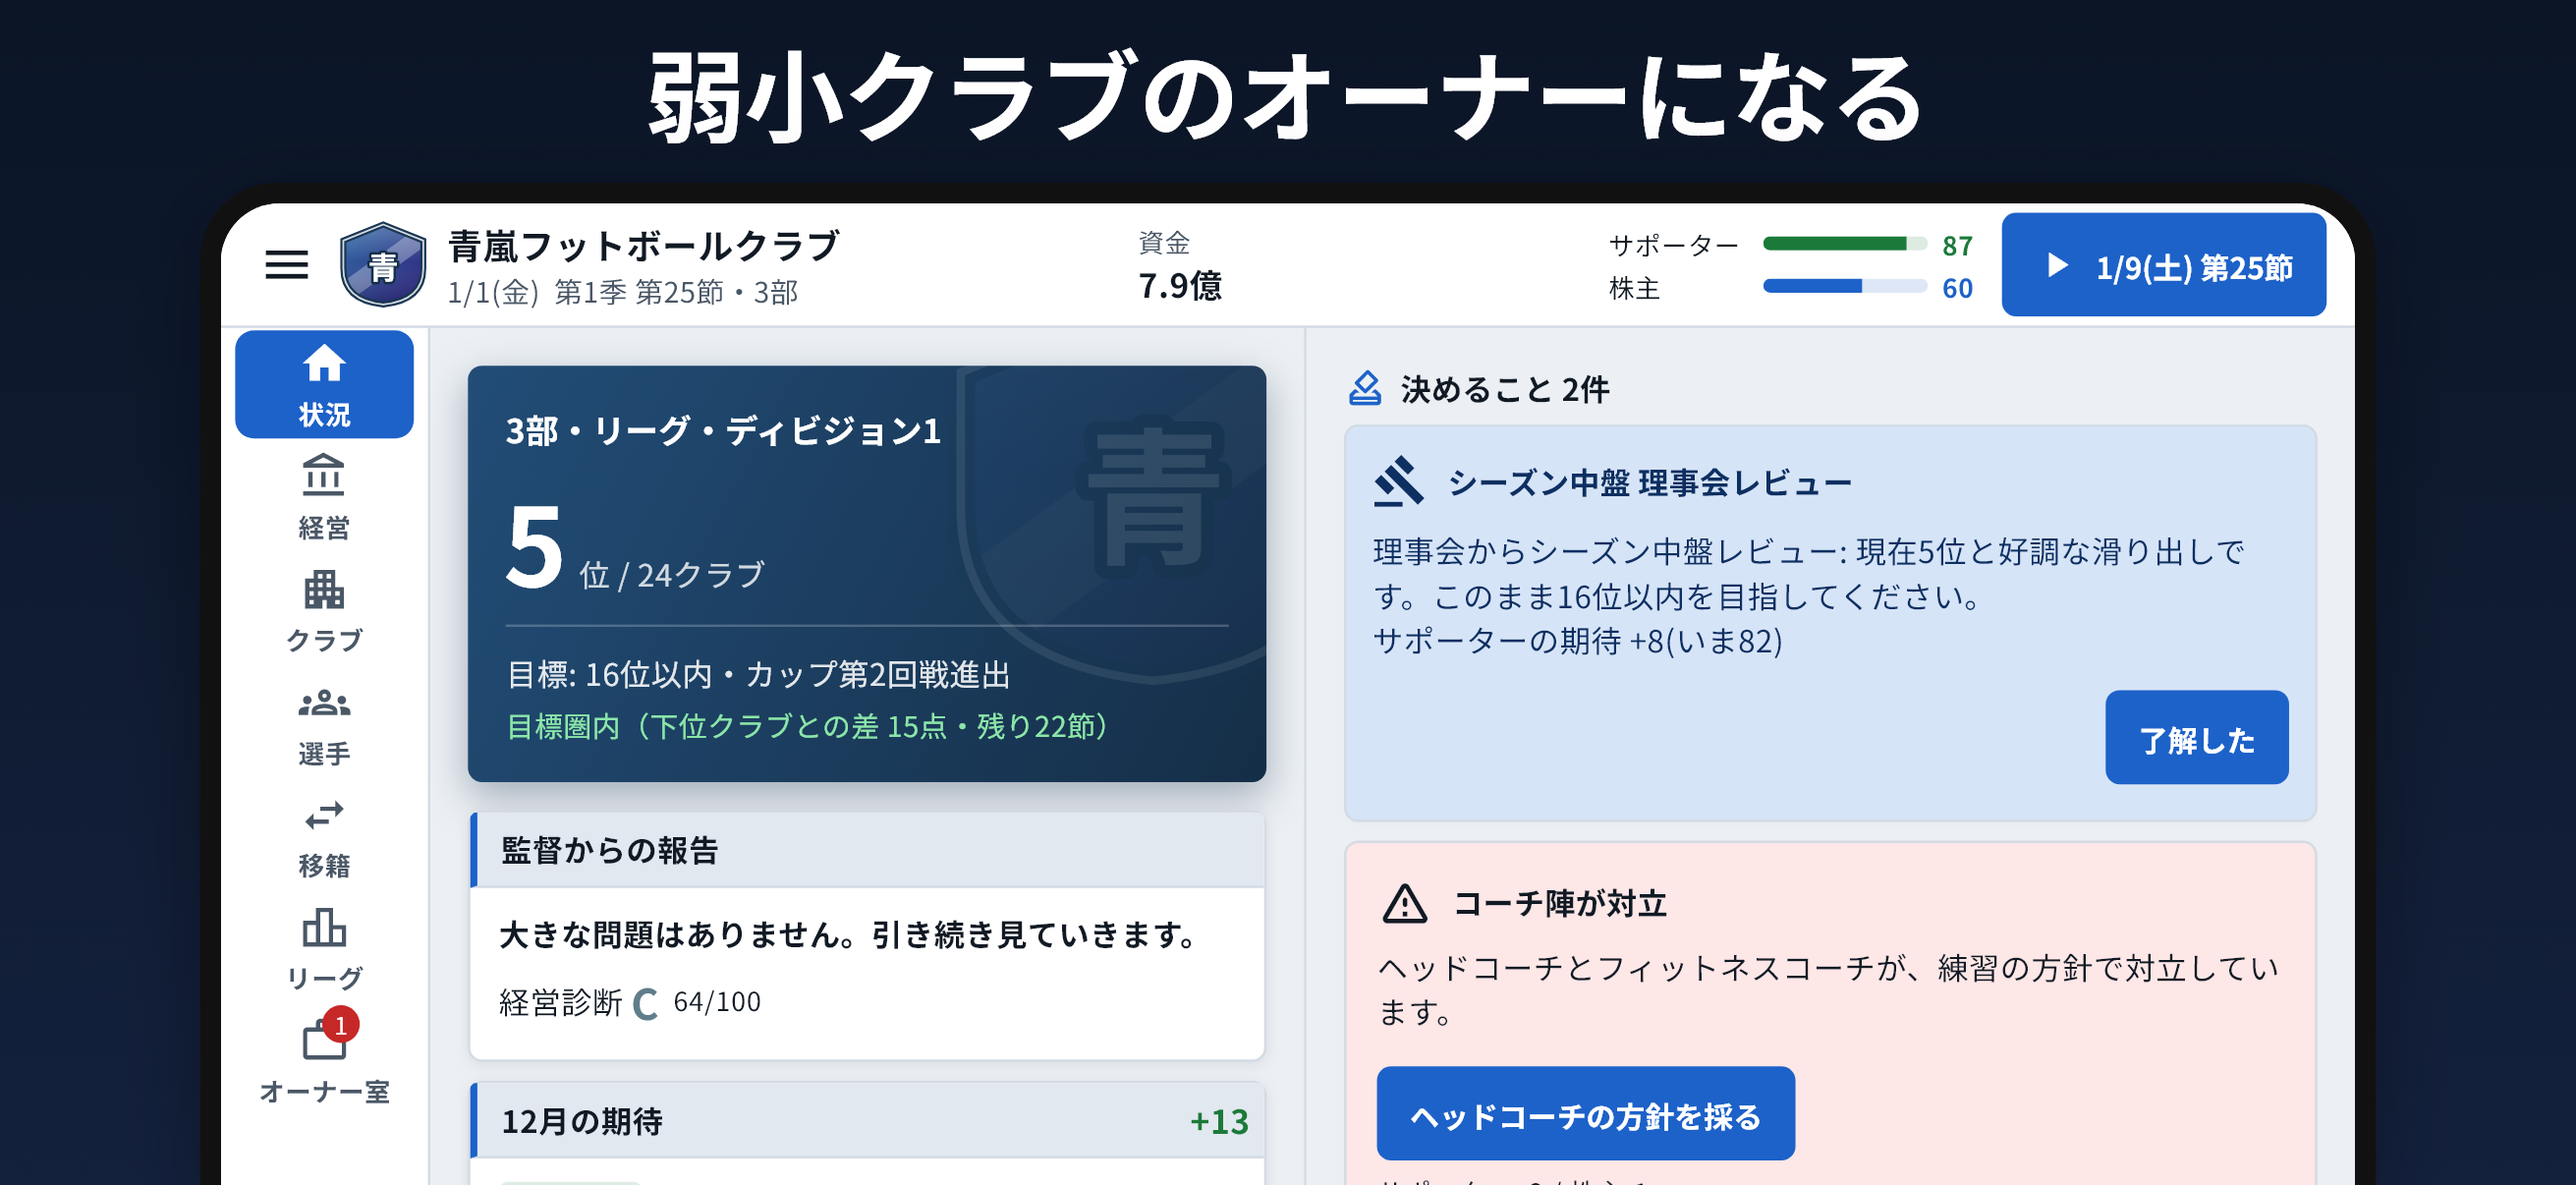 弱小クラブのオーナーになる
青
青嵐フットボールクラブ
1/1(金) 第1季 第25節・3部
資金
7.9億
サポーター 87
株主 60
1/9(土) 第25節
状況
経営
クラブ
選手
移籍
リーグ
1
オーナー室
3部・リーグ・ディビジョン1
青
5 位 / 24クラブ
目標: 16位以内・カップ第2回戦進出
目標圏内（下位クラブとの差 15点・残り22節）
監督からの報告
大きな問題はありません。引き続き見ていきます。
経営診断 C 64/100
12月の期待 +13
決めること 2件
シーズン中盤 理事会レビュー
理事会からシーズン中盤レビュー: 現在5位と好調な滑り出しで
す。このまま16位以内を目指してください。
サポーターの期待 +8(いま82)
了解した
コーチ陣が対立
ヘッドコーチとフィットネスコーチが、練習の方針で対立してい
ます。
ヘッドコーチの方針を採る